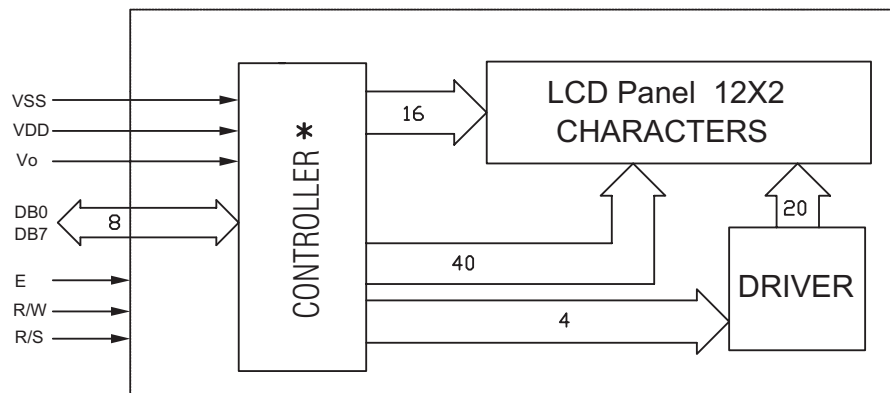 VSS
VDD
Vo
DB0
DB7
8
E
R/W
R/S
CONTROLLER *
16
LCD Panel 12X2
CHARACTERS
40
20
4
DRIVER